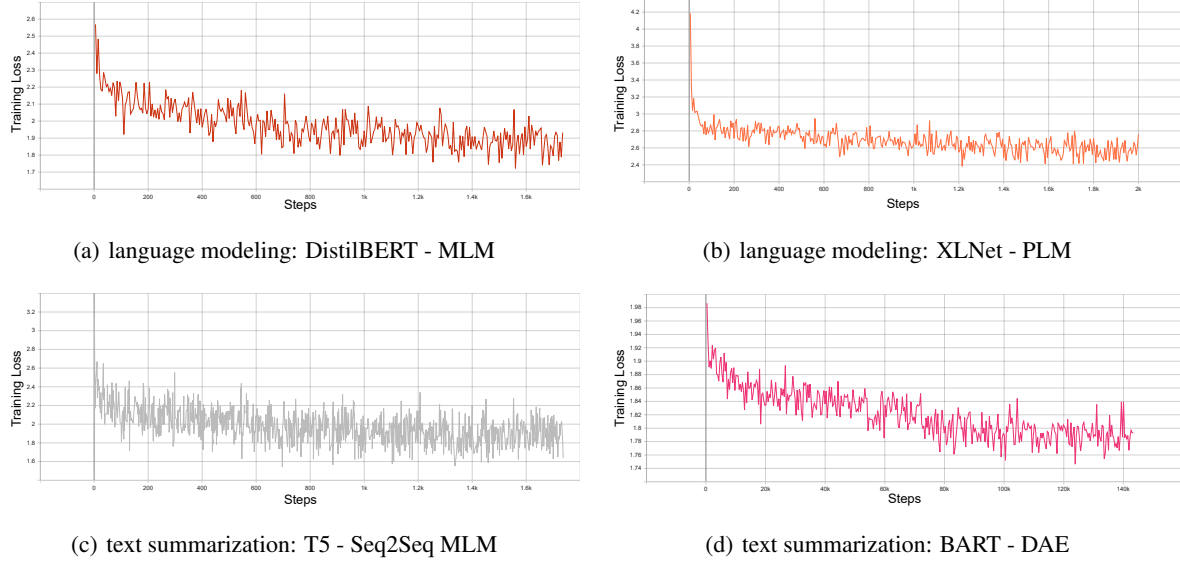 2.6
2.5
2.4
2.3
2.2
2.1
2
1.9
1.8
1.7
Training Loss
0 200 400 600 800 1k 1.2k 1.4k 1.6k
Steps
(a) language modeling: DistilBERT - MLM
4.2
4
3.8
3.6
3.4
3.2
3
2.8
2.6
2.4
Training Loss
0 200 400 600 800 1k 1.2k 1.4k 1.6k 1.8k 2k
Steps
(b) language modeling: XLNet - PLM
3.2
3
2.8
2.6
2.4
2.2
2
1.8
1.6
Training Loss
0 200 400 600 800 1k 1.2k 1.4k 1.6k
Steps
(c) text summarization: T5 - Seq2Seq MLM
1.98
1.96
1.94
1.92
1.9
1.88
1.86
1.84
1.82
1.8
1.78
1.76
1.74
Training Loss
0 20k 40k 60k 80k 100k 120k 140k
Steps
(d) text summarization: BART - DAE